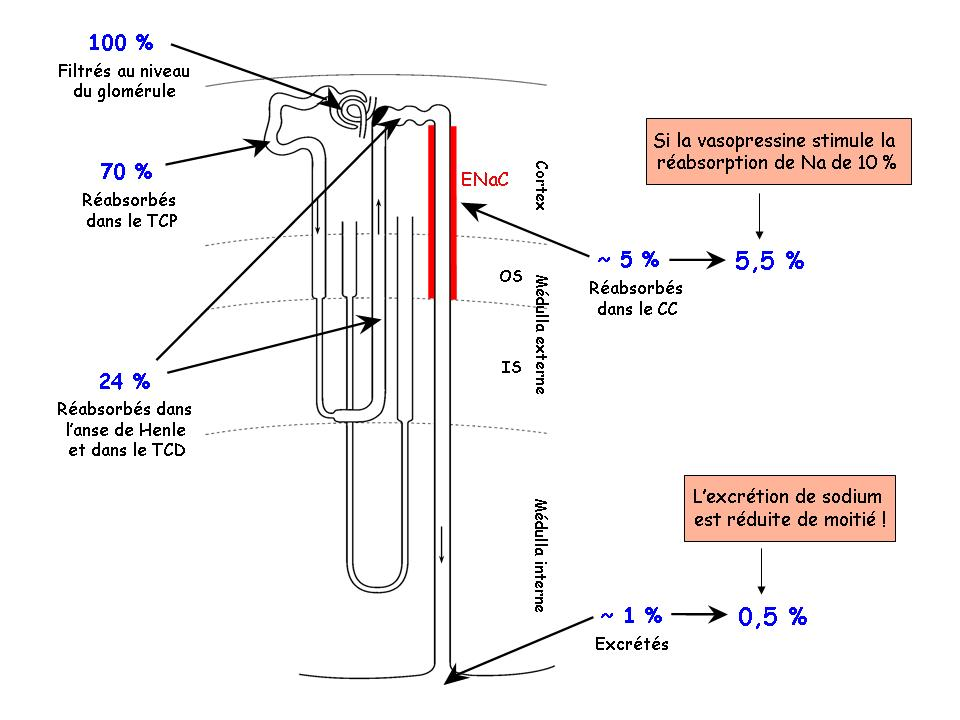 100 %
Filtrés au niveau
du glomérule
70 %
Réabsorbés
dans le TCP
24 %
Réabsorbés dans
l'anse de Henle
et dans le TCD
ENaC
Cortex
OS
Médulla externe
IS
Médulla interne
Si la vasopressine stimule la
réabsorption de Na de 10 %
~ 5 %
5,5 %
Réabsorbés
dans le CC
L'excrétion de sodium
est réduite de moitié !
~ 1 %
0,5 %
Excrétés